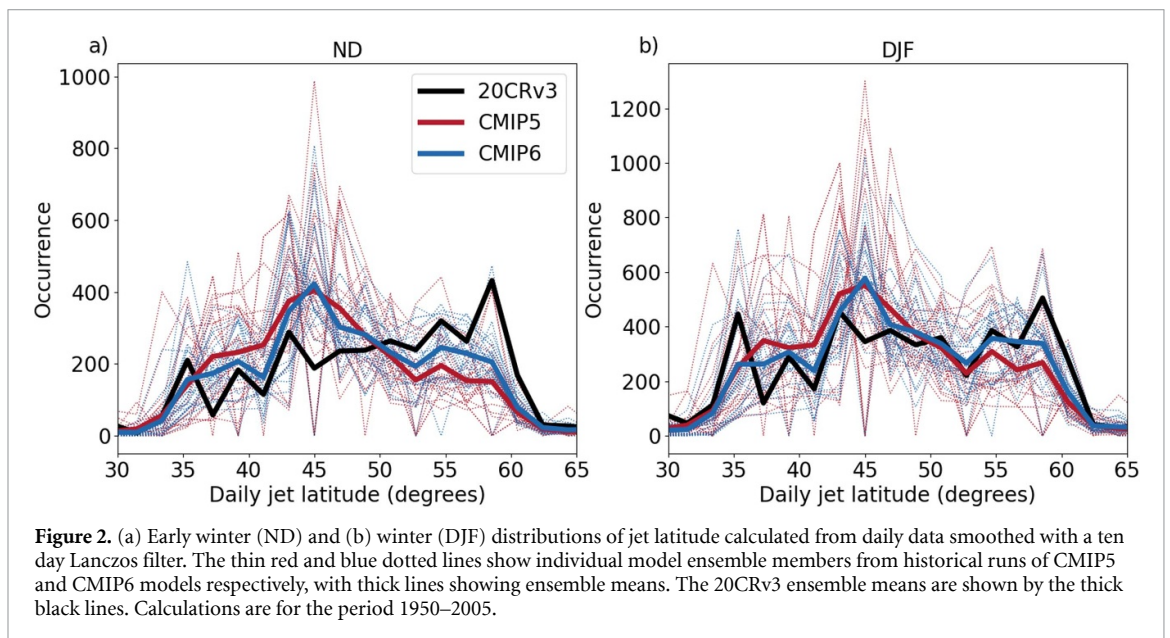 a)
ND
1000
800
600
400
200
0
Occurrence
20CRv3
CMIP5
CMIP6
30 35 40 45 50 55 60 65
Daily jet latitude (degrees)
b)
DJF
1200
1000
800
600
400
200
0
Occurrence
30 35 40 45 50 55 60 65
Daily jet latitude (degrees)
Figure 2. (a) Early winter (ND) and (b) winter (DJF) distributions of jet latitude calculated from daily data smoothed with a ten
day Lanczos filter. The thin red and blue dotted lines show individual model ensemble members from historical runs of CMIP5
and CMIP6 models respectively, with thick lines showing ensemble means. The 20CRv3 ensemble means are shown by the thick
black lines. Calculations are for the period 1950–2005.